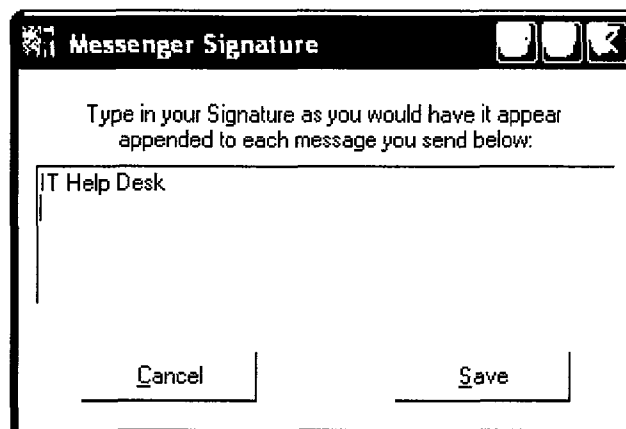 Messenger Signature
Type in your Signature as you would have it appear
appended to each message you send below:
IT Help Desk
Cancel
Save